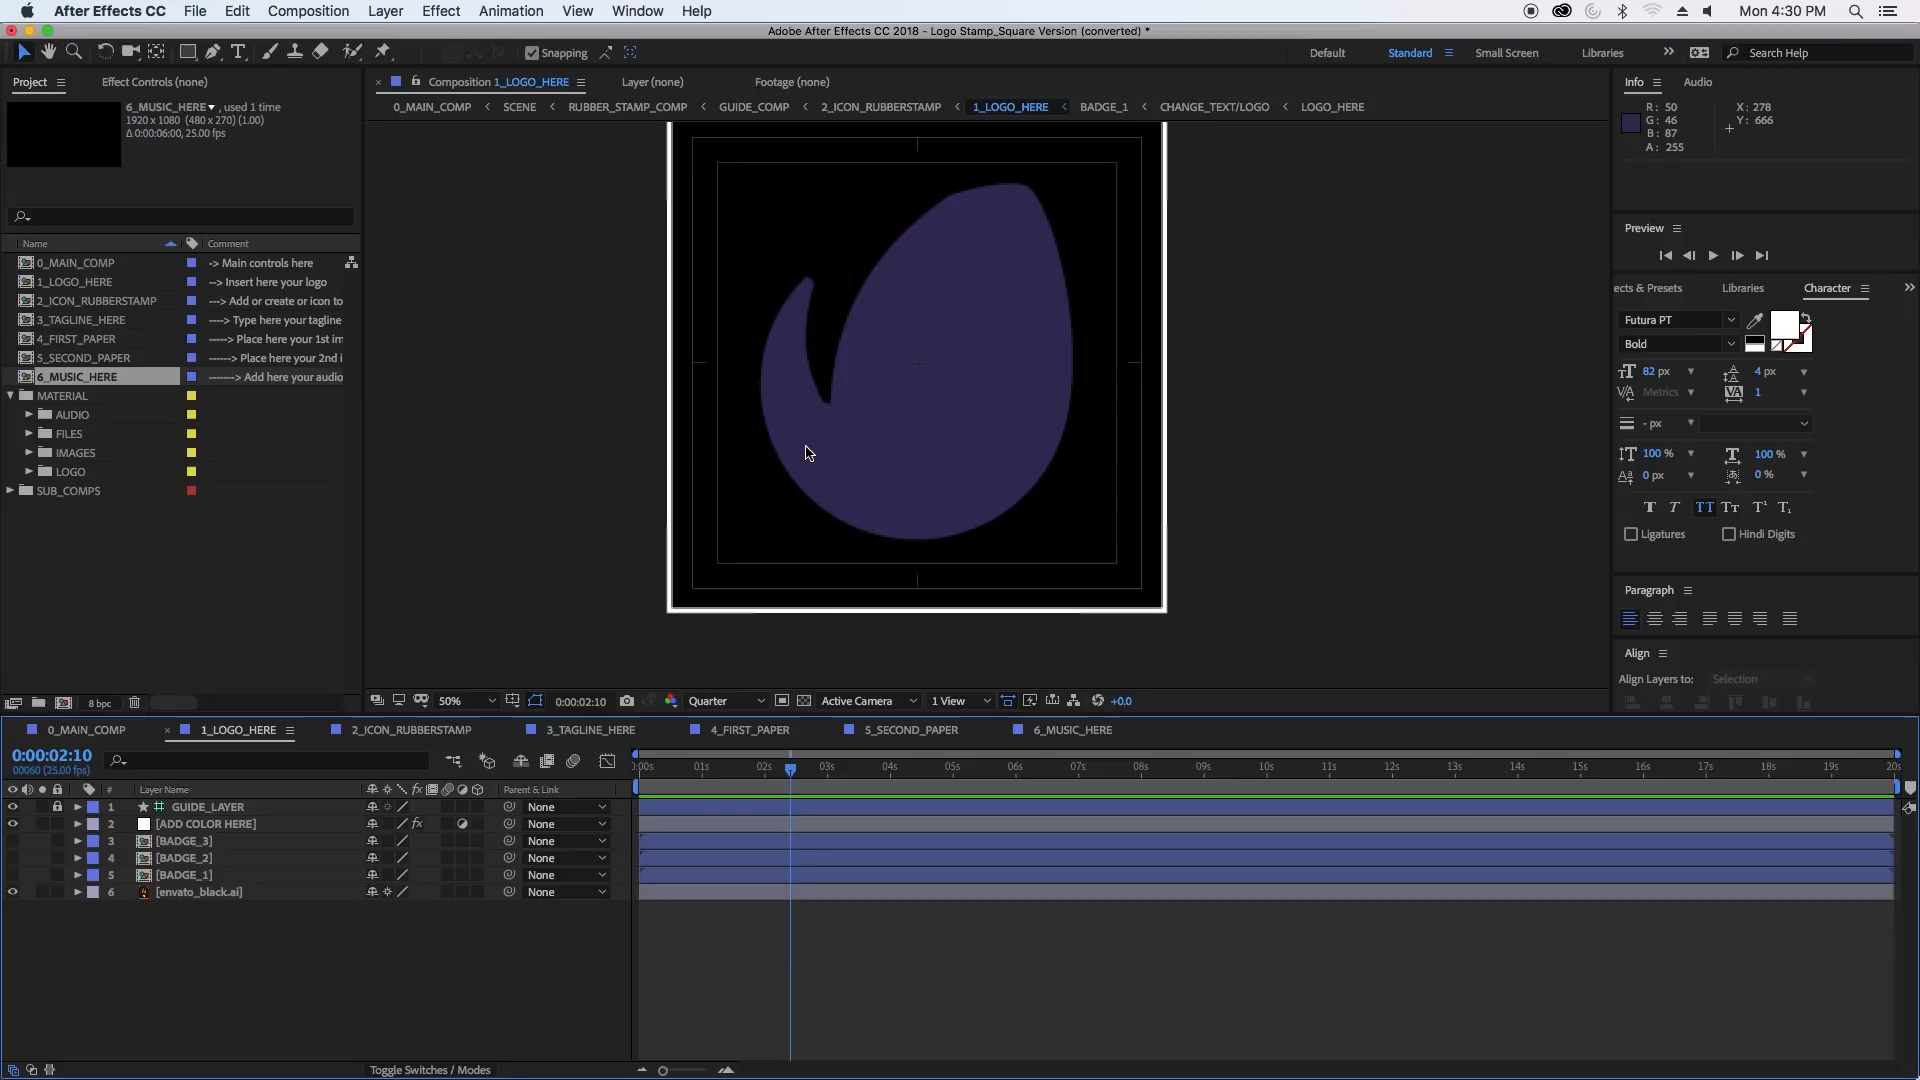 After Effects CC File Edit Composition Layer Effect Animation View Window Help
Mon 4:30 PM
Adobe After Effects CC 2018 - Logo Stamp_Square Version (converted) *
Snapping
Default Standard Small Screen Libraries Search Help
Project Effect Controls (none)
6_MUSIC_HERE , used 1 time
1920 x 1080 (480 x 270) (1.00)
Δ 0:00:06:00, 25.00 fps
Name Comment
0_MAIN_COMP -> Main controls here
1_LOGO_HERE --> Insert here your logo
2_ICON_RUBBERSTAMP ---> Add or create or icon to
3_TAGLINE_HERE ----> Type here your tagline
4_FIRST_PAPER -----> Place here your 1st im
5_SECOND_PAPER ------> Place here your 2nd i
6_MUSIC_HERE -------> Add here your audio
MATERIAL
AUDIO
FILES
IMAGES
LOGO
SUB_COMPS
8 bpc
Composition 1_LOGO_HERE Layer (none) Footage (none)
0_MAIN_COMP SCENE RUBBER_STAMP_COMP GUIDE_COMP 2_ICON_RUBBERSTAMP 1_LOGO_HERE BADGE_1 CHANGE_TEXT/LOGO LOGO_HERE
50% 0:00:02:10 Quarter Active Camera 1 View +0.0
Info Audio
R: 50 X: 278
G: 46 Y: 666
B: 87
A: 255
Preview
ects & Presets Libraries Character
Futura PT
Bold
82 px 4 px
Metrics 1
- px
100 % 100 %
0 px 0 %
Ligatures Hindi Digits
Paragraph
Align
Align Layers to: Selection
0_MAIN_COMP 1_LOGO_HERE 2_ICON_RUBBERSTAMP 3_TAGLINE_HERE 4_FIRST_PAPER 5_SECOND_PAPER 6_MUSIC_HERE
0:00:02:10
00060 (25.00 fps)
:00s 01s 02s 03s 04s 05s 06s 07s 08s 09s 10s 11s 12s 13s 14s 15s 16s 17s 18s 19s 20s
# Layer Name fx Parent & Link
1 GUIDE_LAYER None
2 [ADD COLOR HERE] fx None
3 [BADGE_3] None
4 [BADGE_2] None
5 [BADGE_1] None
6 [envato_black.ai] None
Toggle Switches / Modes